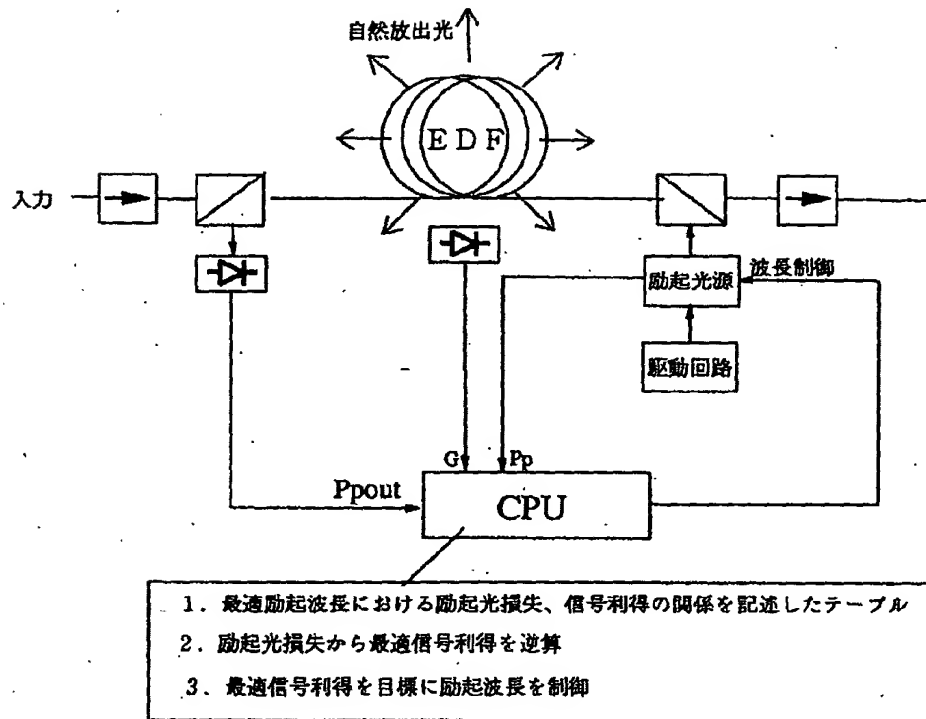 自然放出光
EDF
入力
励起光源
波長制御
駆動回路
G
Pp
Ppout
CPU
1. 最適励起波長における励起光損失、信号利得の関係を記述したテーブル
2. 励起光損失から最適信号利得を逆算
3. 最適信号利得を目標に励起波長を制御